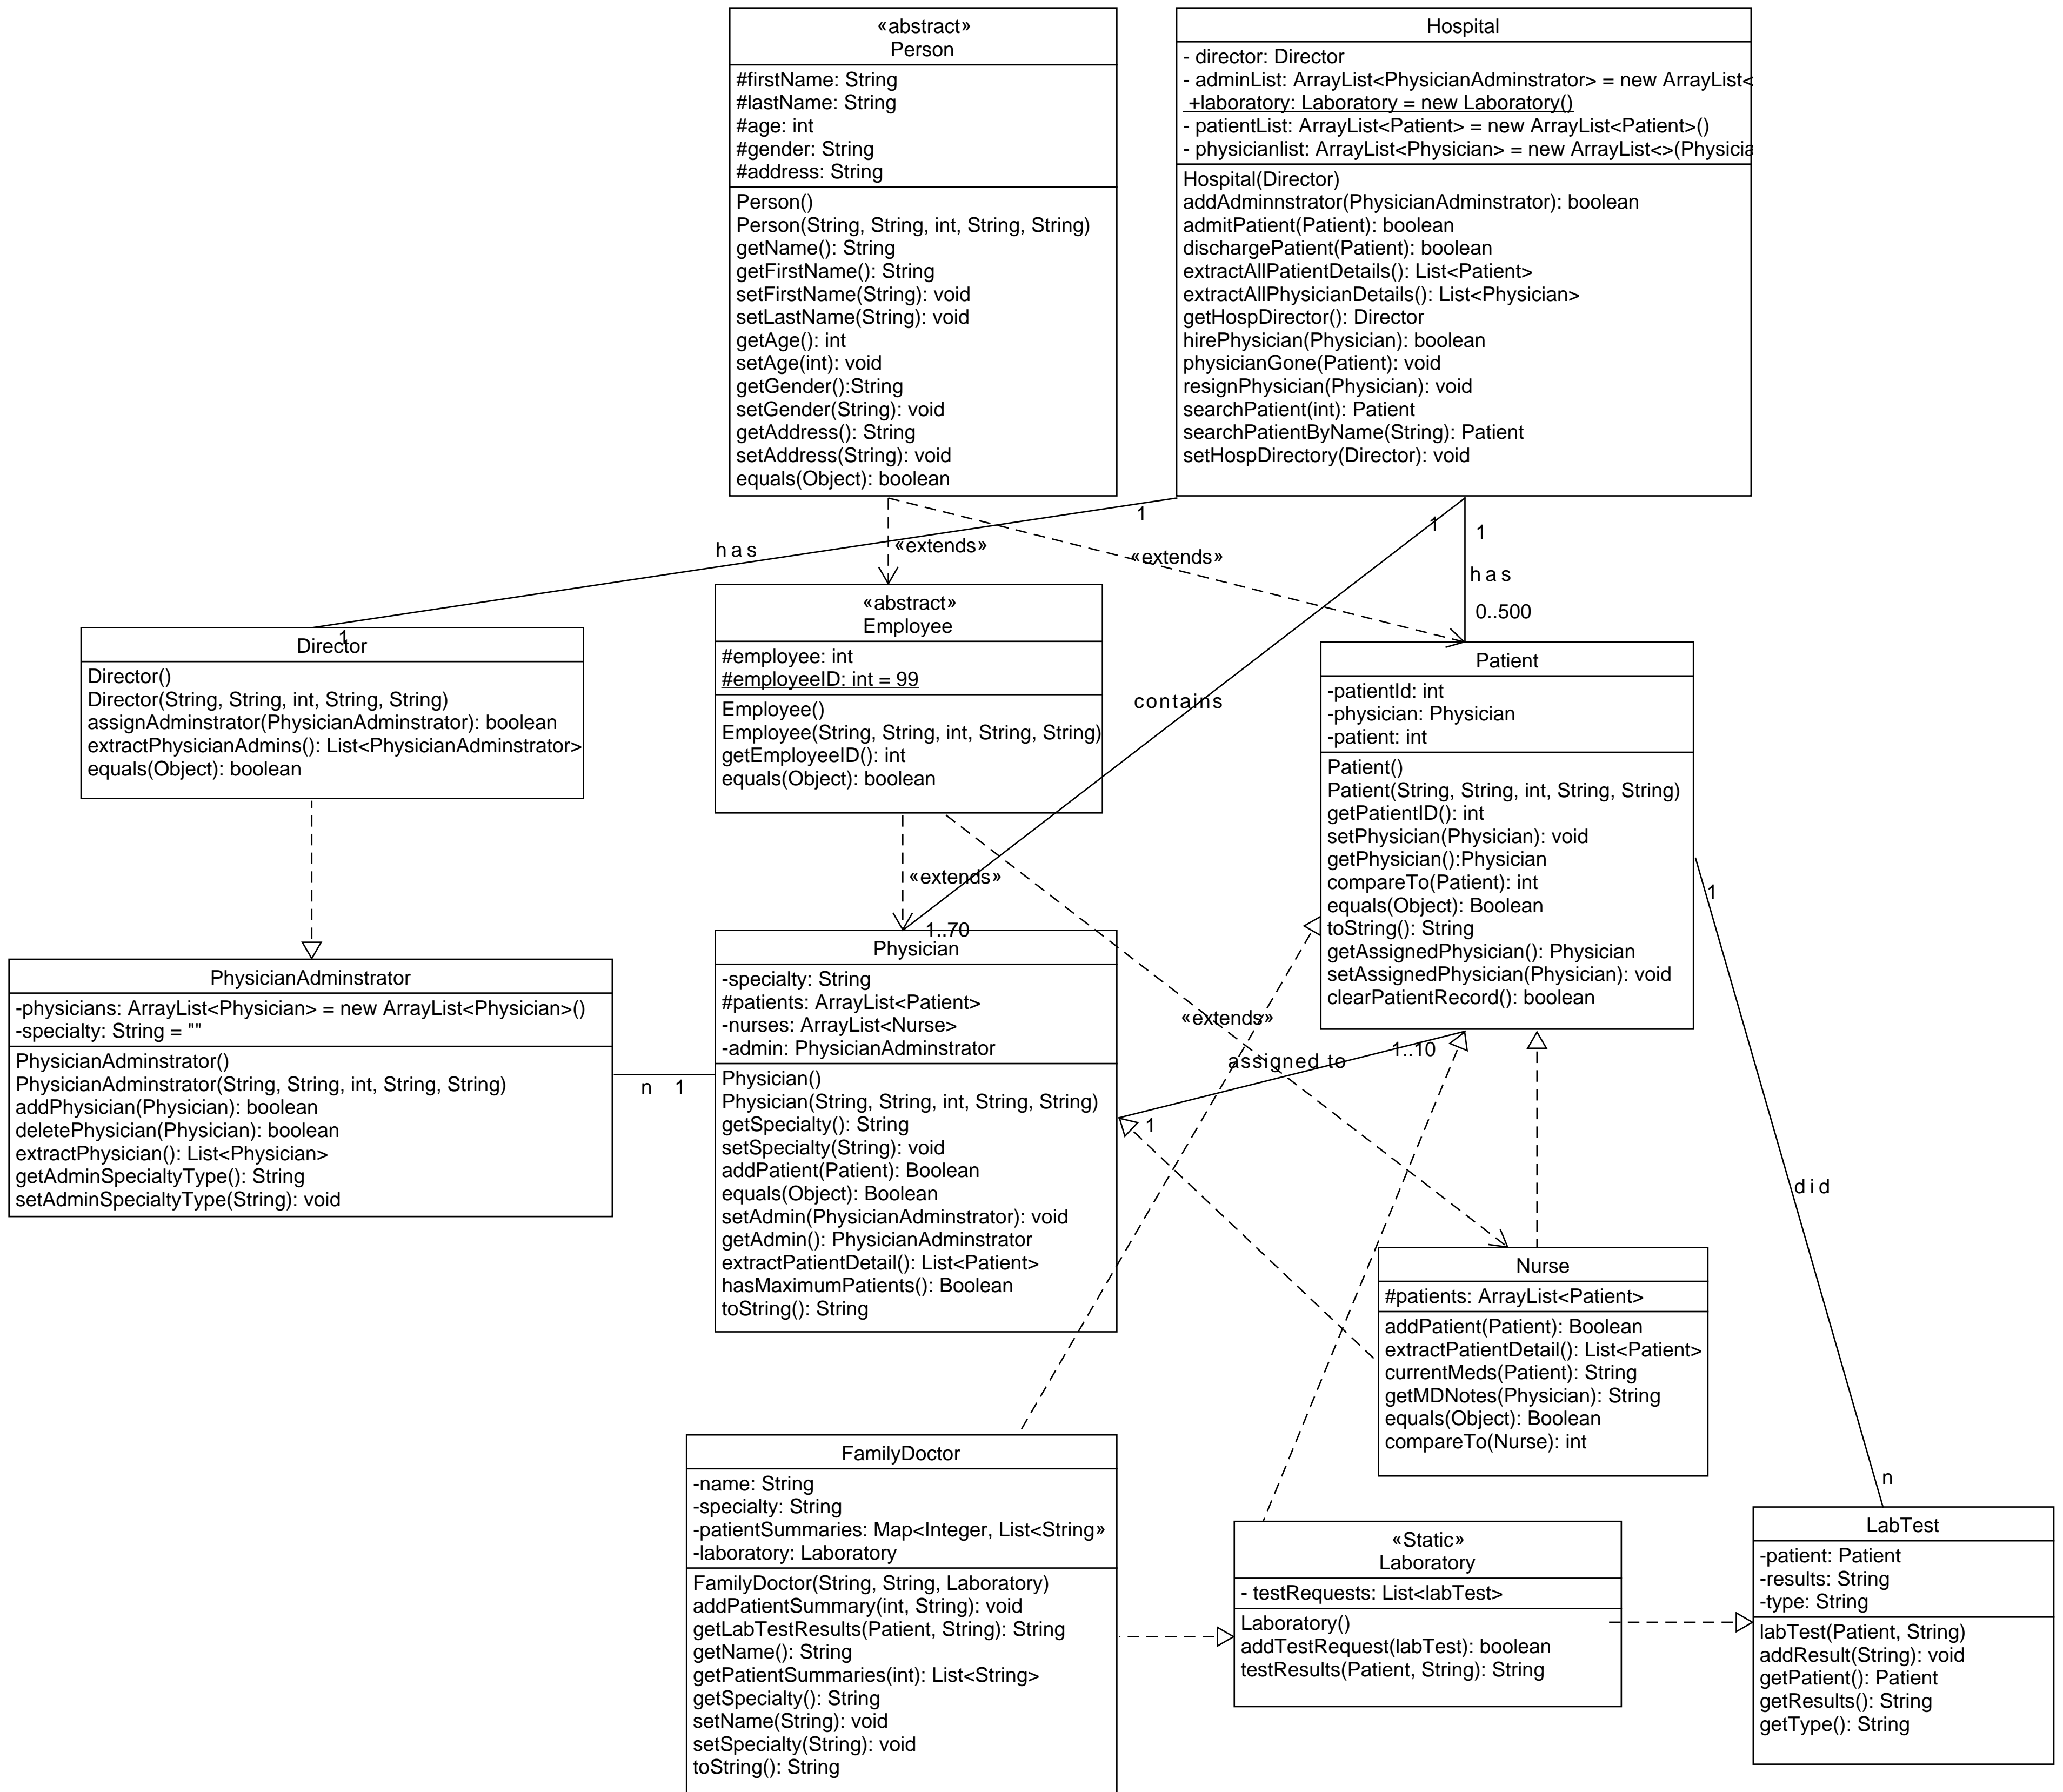 «abstract»
Person
#firstName: String
#lastName: String
#age: int
#gender: String
#address: String
Person()
Person(String, String, int, String, String)
getName(): String
getFirstName(): String
setFirstName(String): void
setLastName(String): void
getAge(): int
setAge(int): void
getGender():String
setGender(String): void
getAddress(): String
setAddress(String): void
equals(Object): boolean
Hospital
- director: Director
- adminList: ArrayList<PhysicianAdminstrator> = new ArrayList<
+laboratory: Laboratory = new Laboratory()
- patientList: ArrayList<Patient> = new ArrayList<Patient>()
- physicianlist: ArrayList<Physician> = new ArrayList<>(Physicia
Hospital(Director)
addAdminnstrator(PhysicianAdminstrator): boolean
admitPatient(Patient): boolean
dischargePatient(Patient): boolean
extractAllPatientDetails(): List<Patient>
extractAllPhysicianDetails(): List<Physician>
getHospDirector(): Director
hirePhysician(Physician): boolean
physicianGone(Patient): void
resignPhysician(Physician): void
searchPatient(int): Patient
searchPatientByName(String): Patient
setHospDirectory(Director): void
has
1
1
«extends»
«extends»
1
contains
1..70
1
has
0..500
Director
Director()
Director(String, String, int, String, String)
assignAdminstrator(PhysicianAdminstrator): boolean
extractPhysicianAdmins(): List<PhysicianAdminstrator>
equals(Object): boolean
«abstract»
Employee
#employee: int
#employeeID: int = 99
Employee()
Employee(String, String, int, String, String)
getEmployeeID(): int
equals(Object): boolean
Patient
-patientId: int
-physician: Physician
-patient: int
Patient()
Patient(String, String, int, String, String)
getPatientID(): int
setPhysician(Physician): void
getPhysician():Physician
compareTo(Patient): int
equals(Object): Boolean
toString(): String
getAssignedPhysician(): Physician
setAssignedPhysician(Physician): void
clearPatientRecord(): boolean
«extends»
«extends»
PhysicianAdminstrator
-physicians: ArrayList<Physician> = new ArrayList<Physician>()
-specialty: String = ""
PhysicianAdminstrator()
PhysicianAdminstrator(String, String, int, String, String)
addPhysician(Physician): boolean
deletePhysician(Physician): boolean
extractPhysician(): List<Physician>
getAdminSpecialtyType(): String
setAdminSpecialtyType(String): void
n 1
Physician
-specialty: String
#patients: ArrayList<Patient>
-nurses: ArrayList<Nurse>
-admin: PhysicianAdminstrator
Physician()
Physician(String, String, int, String, String)
getSpecialty(): String
setSpecialty(String): void
addPatient(Patient): Boolean
equals(Object): Boolean
setAdmin(PhysicianAdminstrator): void
getAdmin(): PhysicianAdminstrator
extractPatientDetail(): List<Patient>
hasMaximumPatients(): Boolean
toString(): String
1..10
assigned to
1
1
did
n
Nurse
#patients: ArrayList<Patient>
addPatient(Patient): Boolean
extractPatientDetail(): List<Patient>
currentMeds(Patient): String
getMDNotes(Physician): String
equals(Object): Boolean
compareTo(Nurse): int
FamilyDoctor
-name: String
-specialty: String
-patientSummaries: Map<Integer, List<String»
-laboratory: Laboratory
FamilyDoctor(String, String, Laboratory)
addPatientSummary(int, String): void
getLabTestResults(Patient, String): String
getName(): String
getPatientSummaries(int): List<String>
getSpecialty(): String
setName(String): void
setSpecialty(String): void
toString(): String
«Static»
Laboratory
- testRequests: List<labTest>
Laboratory()
addTestRequest(labTest): boolean
testResults(Patient, String): String
LabTest
-patient: Patient
-results: String
-type: String
labTest(Patient, String)
addResult(String): void
getPatient(): Patient
getResults(): String
getType(): String